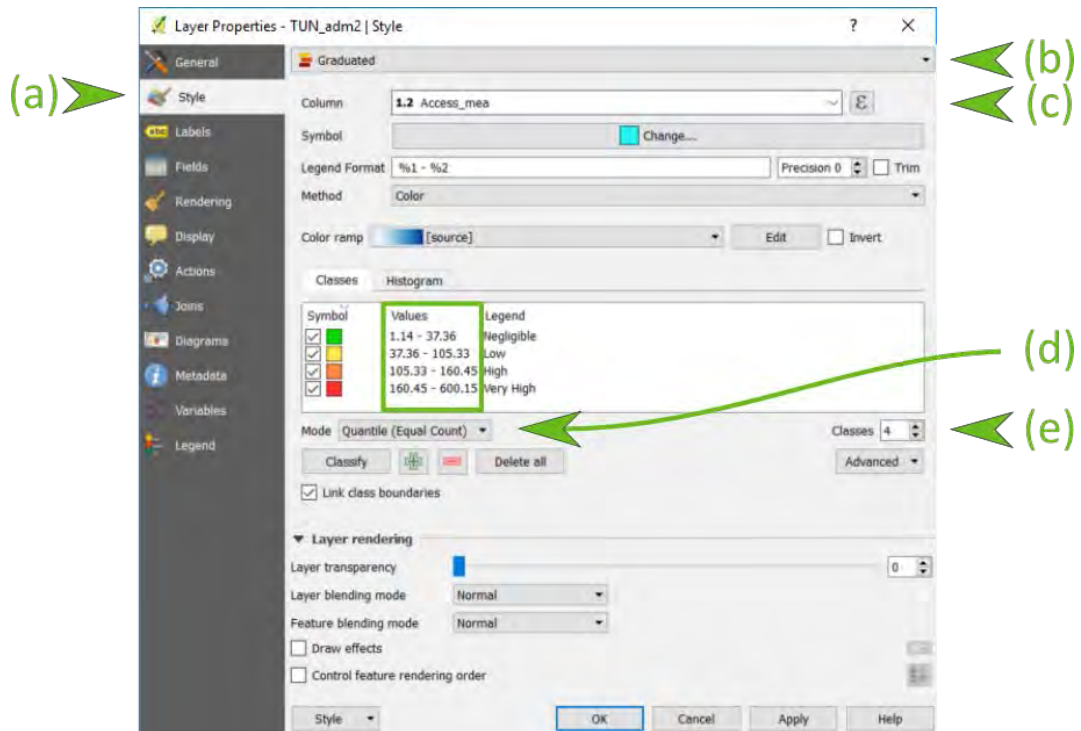 Layer Properties - TUN_adm2 | Style ? ×
General
Graduated
(a)
(b)
Style
Column 1.2 Access_mea ε
(c)
Labels
Symbol Change...
Fields
Legend Format %1 - %2 Precision 0 Trim
Rendering
Method Color
Display
Color ramp [source] Edit Invert
Actions
Classes Histogram
Joins
Symbol Values Legend
1.14 - 37.36 Negligible
Diagrams
37.36 - 105.33 Low
(d)
105.33 - 160.45 High
Metadata
160.45 - 600.15 Very High
Variables
Mode Quantile (Equal Count) Classes 4
(e)
Legend
Classify Delete all Advanced
Link class boundaries
Layer rendering
Layer transparency 0
Layer blending mode Normal
Feature blending mode Normal
Draw effects
Control feature rendering order
Style OK Cancel Apply Help